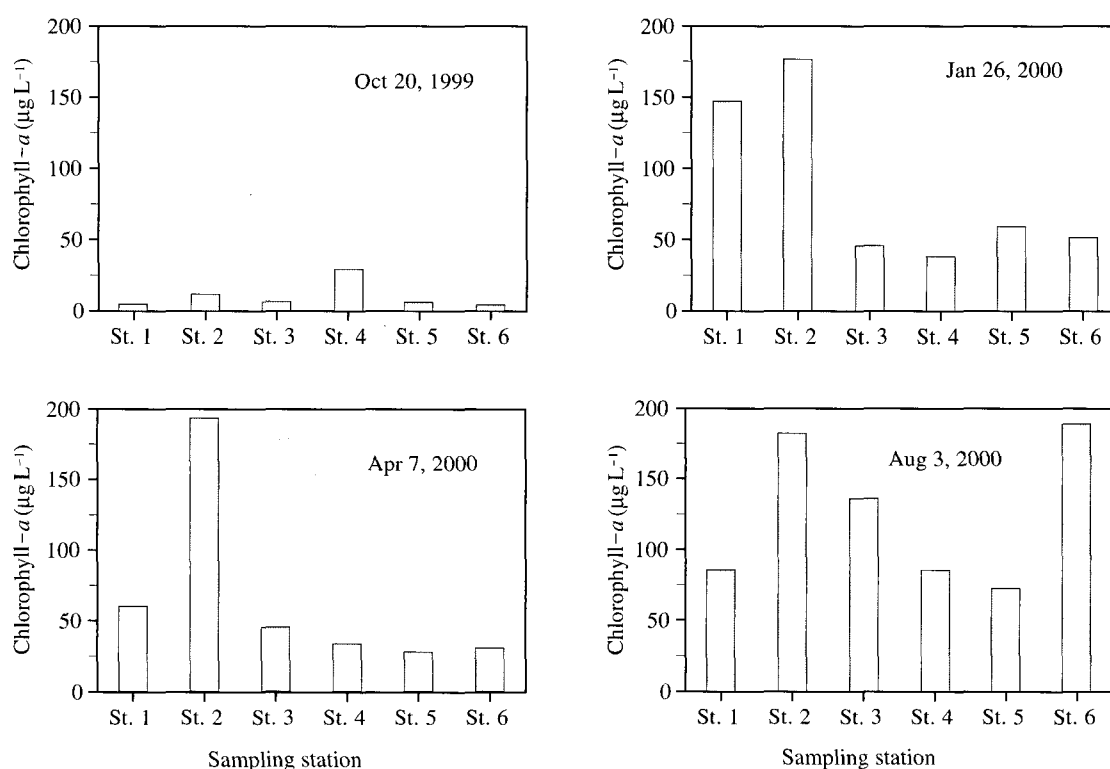 200
150
100
50
0
Chlorophyll-a (μg L⁻¹)
Oct 20, 1999
St. 1 St. 2 St. 3 St. 4 St. 5 St. 6
200
150
100
50
0
Chlorophyll-a (μg L⁻¹)
Jan 26, 2000
St. 1 St. 2 St. 3 St. 4 St. 5 St. 6
200
150
100
50
0
Chlorophyll-a (μg L⁻¹)
Apr 7, 2000
St. 1 St. 2 St. 3 St. 4 St. 5 St. 6
Sampling station
200
150
100
50
0
Chlorophyll-a (μg L⁻¹)
Aug 3, 2000
St. 1 St. 2 St. 3 St. 4 St. 5 St. 6
Sampling station